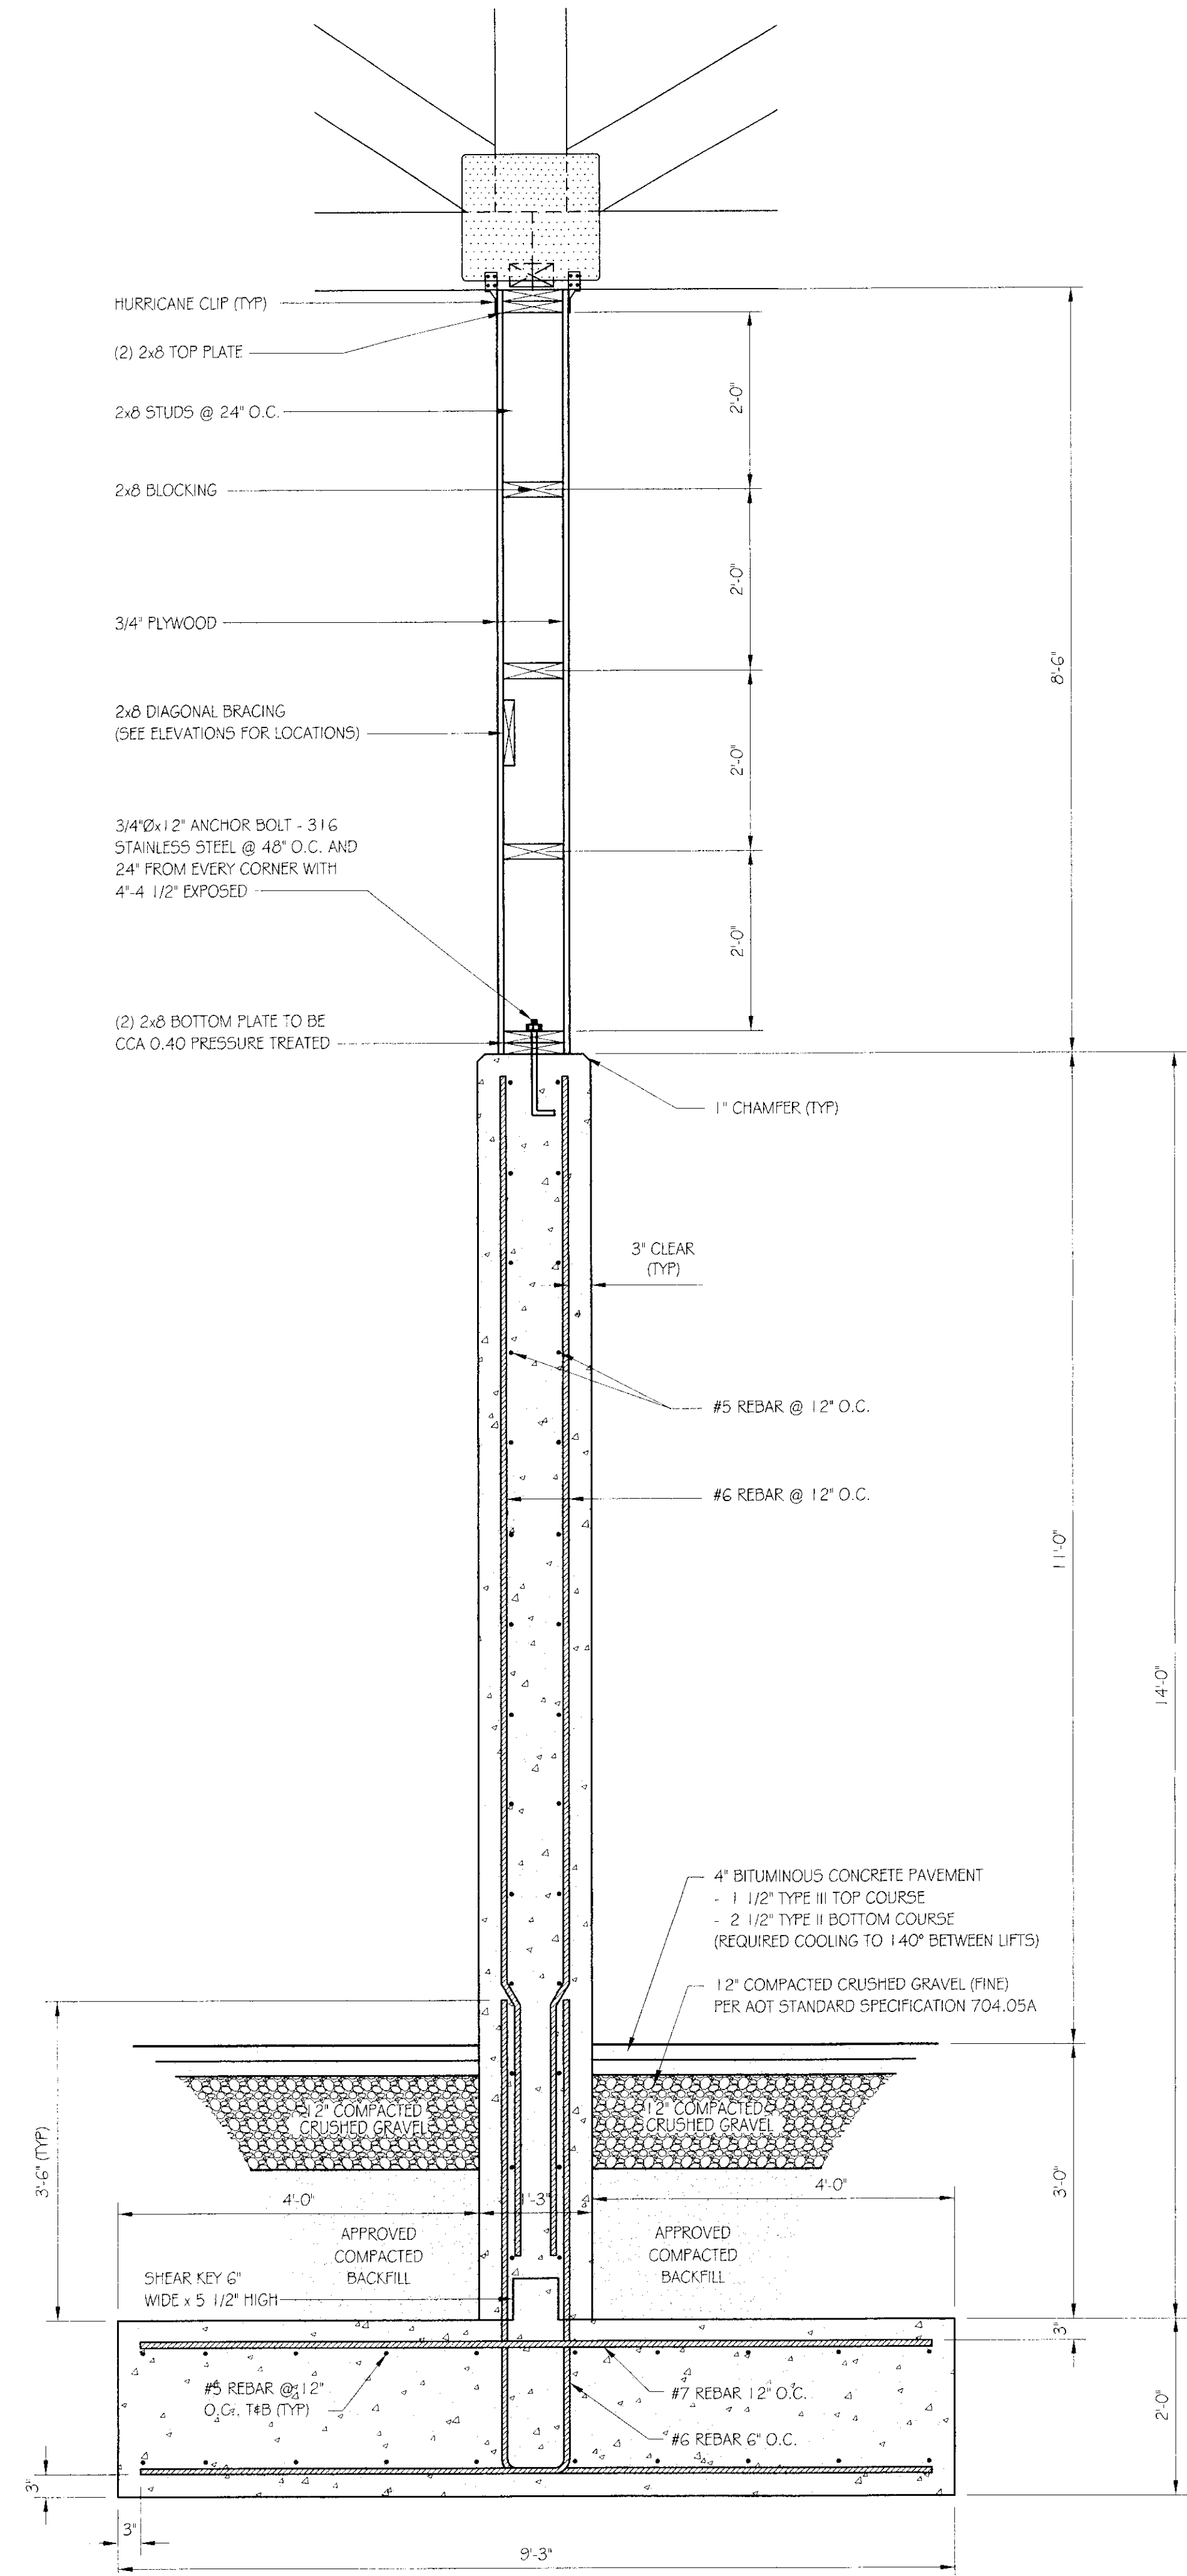 HURRICANE CLIP (TYP)
(2) 2x8 TOP PLATE
2x8 STUDS @ 24" O.C.
2x8 BLOCKING
3/4" PLYWOOD
2x8 DIAGONAL BRACING
(SEE ELEVATIONS FOR LOCATIONS)
3/4"Øx12" ANCHOR BOLT - 316
STAINLESS STEEL @ 48" O.C. AND
24" FROM EVERY CORNER WITH
4"-4 1/2" EXPOSED
(2) 2x8 BOTTOM PLATE TO BE
CCA 0.40 PRESSURE TREATED
2'-0"
2'-0"
2'-0"
2'-0"
8'-6"
1" CHAMFER (TYP)
3" CLEAR
(TYP)
#5 REBAR @ 12" O.C.
#6 REBAR @ 12" O.C.
11'-0"
14'-0"
4" BITUMINOUS CONCRETE PAVEMENT
- 1 1/2" TYPE III TOP COURSE
- 2 1/2" TYPE II BOTTOM COURSE
(REQUIRED COOLING TO 140° BETWEEN LIFTS)
12" COMPACTED CRUSHED GRAVEL (FINE)
PER AOT STANDARD SPECIFICATION 704.05A
12" COMPACTED
CRUSHED GRAVEL
12" COMPACTED
CRUSHED GRAVEL
3'-6" (TYP)
4'-0"
1'-3"
4'-0"
3'-0"
APPROVED
COMPACTED
BACKFILL
APPROVED
COMPACTED
BACKFILL
SHEAR KEY 6"
WIDE x 5 1/2" HIGH
3"
#5 REBAR @ 12"
O.C., T&B (TYP)
#7 REBAR 12" O.C.
#6 REBAR 6" O.C.
2'-0"
3"
3"
9'-3"